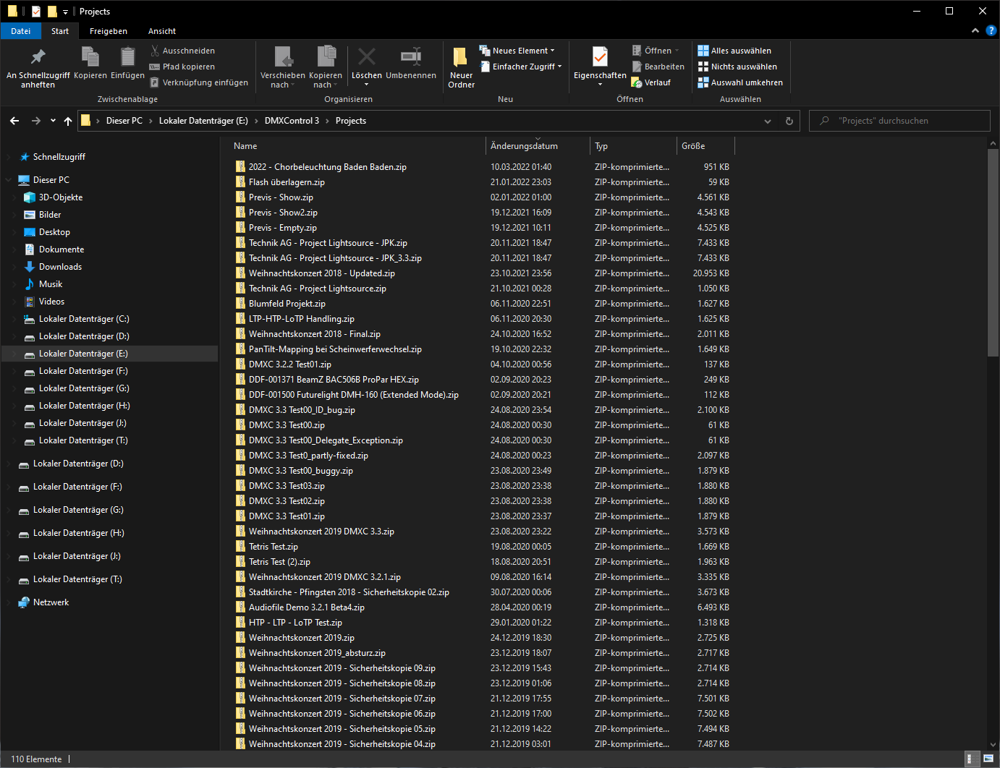 Projects
Datei Start Freigeben Ansicht
An Schnellzugriff anheften
Kopieren
Einfügen
Ausschneiden
Pfad kopieren
Verknüpfung einfügen
Zwischenablage
Verschieben nach
Kopieren nach
Löschen
Umbenennen
Organisieren
Neuer Ordner
Neues Element
Einfacher Zugriff
Neu
Eigenschaften
Öffnen
Bearbeiten
Verlauf
Öffnen
Alles auswählen
Nichts auswählen
Auswahl umkehren
Auswählen
Dieser PC > Lokaler Datenträger (E:) > DMXControl 3 > Projects
"Projects" durchsuchen
Schnellzugriff
Dieser PC
3D-Objekte
Bilder
Desktop
Dokumente
Downloads
Musik
Videos
Lokaler Datenträger (C:)
Lokaler Datenträger (D:)
Lokaler Datenträger (E:)
Lokaler Datenträger (F:)
Lokaler Datenträger (G:)
Lokaler Datenträger (H:)
Lokaler Datenträger (J:)
Lokaler Datenträger (T:)
Lokaler Datenträger (D:)
Lokaler Datenträger (F:)
Lokaler Datenträger (G:)
Lokaler Datenträger (H:)
Lokaler Datenträger (J:)
Lokaler Datenträger (T:)
Netzwerk
Name Änderungsdatum Typ Größe
2022 - Chorbeleuchtung Baden Baden.zip 10.03.2022 01:40 ZIP-komprimierte... 951 KB
Flash überlagern.zip 21.01.2022 23:03 ZIP-komprimierte... 59 KB
Previs - Show.zip 02.01.2022 01:00 ZIP-komprimierte... 4.561 KB
Previs - Show2.zip 19.12.2021 16:09 ZIP-komprimierte... 4.543 KB
Previs - Empty.zip 19.12.2021 10:11 ZIP-komprimierte... 4.525 KB
Technik AG - Project Lightsource - JPK.zip 20.11.2021 18:47 ZIP-komprimierte... 7.433 KB
Technik AG - Project Lightsource - JPK_3.3.zip 20.11.2021 18:47 ZIP-komprimierte... 7.433 KB
Weihnachtskonzert 2018 - Updated.zip 23.10.2021 23:56 ZIP-komprimierte... 20.953 KB
Technik AG - Project Lightsource.zip 21.10.2021 00:28 ZIP-komprimierte... 1.050 KB
Blumfeld Projekt.zip 06.11.2020 22:51 ZIP-komprimierte... 1.627 KB
LTP-HTP-LoTP Handling.zip 06.11.2020 20:30 ZIP-komprimierte... 1.625 KB
Weihnachtskonzert 2018 - Final.zip 24.10.2020 16:52 ZIP-komprimierte... 2.011 KB
PanTilt-Mapping bei Scheinwerferwechsel.zip 19.10.2020 22:32 ZIP-komprimierte... 1.649 KB
DMXC 3.2.2 Test01.zip 04.10.2020 00:56 ZIP-komprimierte... 137 KB
DDF-001371 BeamZ BAC506B ProPar HEX.zip 02.09.2020 20:23 ZIP-komprimierte... 249 KB
DDF-001500 Futurelight DMH-160 (Extended Mode).zip 02.09.2020 20:21 ZIP-komprimierte... 112 KB
DMXC 3.3 Test00_ID_bug.zip 24.08.2020 23:54 ZIP-komprimierte... 2.100 KB
DMXC 3.3 Test00.zip 24.08.2020 00:30 ZIP-komprimierte... 61 KB
DMXC 3.3 Test00_Delegate_Exception.zip 24.08.2020 00:30 ZIP-komprimierte... 61 KB
DMXC 3.3 Test0_partly-fixed.zip 24.08.2020 00:23 ZIP-komprimierte... 2.097 KB
DMXC 3.3 Test00_buggy.zip 23.08.2020 23:49 ZIP-komprimierte... 1.879 KB
DMXC 3.3 Test03.zip 23.08.2020 23:38 ZIP-komprimierte... 1.880 KB
DMXC 3.3 Test02.zip 23.08.2020 23:38 ZIP-komprimierte... 1.880 KB
DMXC 3.3 Test01.zip 23.08.2020 23:37 ZIP-komprimierte... 1.879 KB
Weihnachtskonzert 2019 DMXC 3.3.zip 23.08.2020 23:22 ZIP-komprimierte... 3.573 KB
Tetris Test.zip 19.08.2020 00:05 ZIP-komprimierte... 1.669 KB
Tetris Test (2).zip 18.08.2020 20:51 ZIP-komprimierte... 1.963 KB
Weihnachtskonzert 2019 DMXC 3.2.1.zip 09.08.2020 16:14 ZIP-komprimierte... 3.335 KB
Stadtkirche - Pfingsten 2018 - Sicherheitskopie 02.zip 30.07.2020 00:06 ZIP-komprimierte... 3.673 KB
Audiofile Demo 3.2.1 Beta4.zip 28.04.2020 00:19 ZIP-komprimierte... 6.493 KB
HTP - LTP - LoTP Test.zip 29.01.2020 01:22 ZIP-komprimierte... 1.318 KB
Weihnachtskonzert 2019.zip 24.12.2019 18:30 ZIP-komprimierte... 2.725 KB
Weihnachtskonzert 2019_absturz.zip 23.12.2019 18:07 ZIP-komprimierte... 2.717 KB
Weihnachtskonzert 2019 - Sicherheitskopie 09.zip 23.12.2019 15:43 ZIP-komprimierte... 2.714 KB
Weihnachtskonzert 2019 - Sicherheitskopie 08.zip 23.12.2019 01:06 ZIP-komprimierte... 2.714 KB
Weihnachtskonzert 2019 - Sicherheitskopie 07.zip 21.12.2019 17:55 ZIP-komprimierte... 7.501 KB
Weihnachtskonzert 2019 - Sicherheitskopie 06.zip 21.12.2019 17:00 ZIP-komprimierte... 7.502 KB
Weihnachtskonzert 2019 - Sicherheitskopie 05.zip 21.12.2019 14:22 ZIP-komprimierte... 7.494 KB
Weihnachtskonzert 2019 - Sicherheitskopie 04.zip 21.12.2019 03:01 ZIP-komprimierte... 7.487 KB
110 Elemente